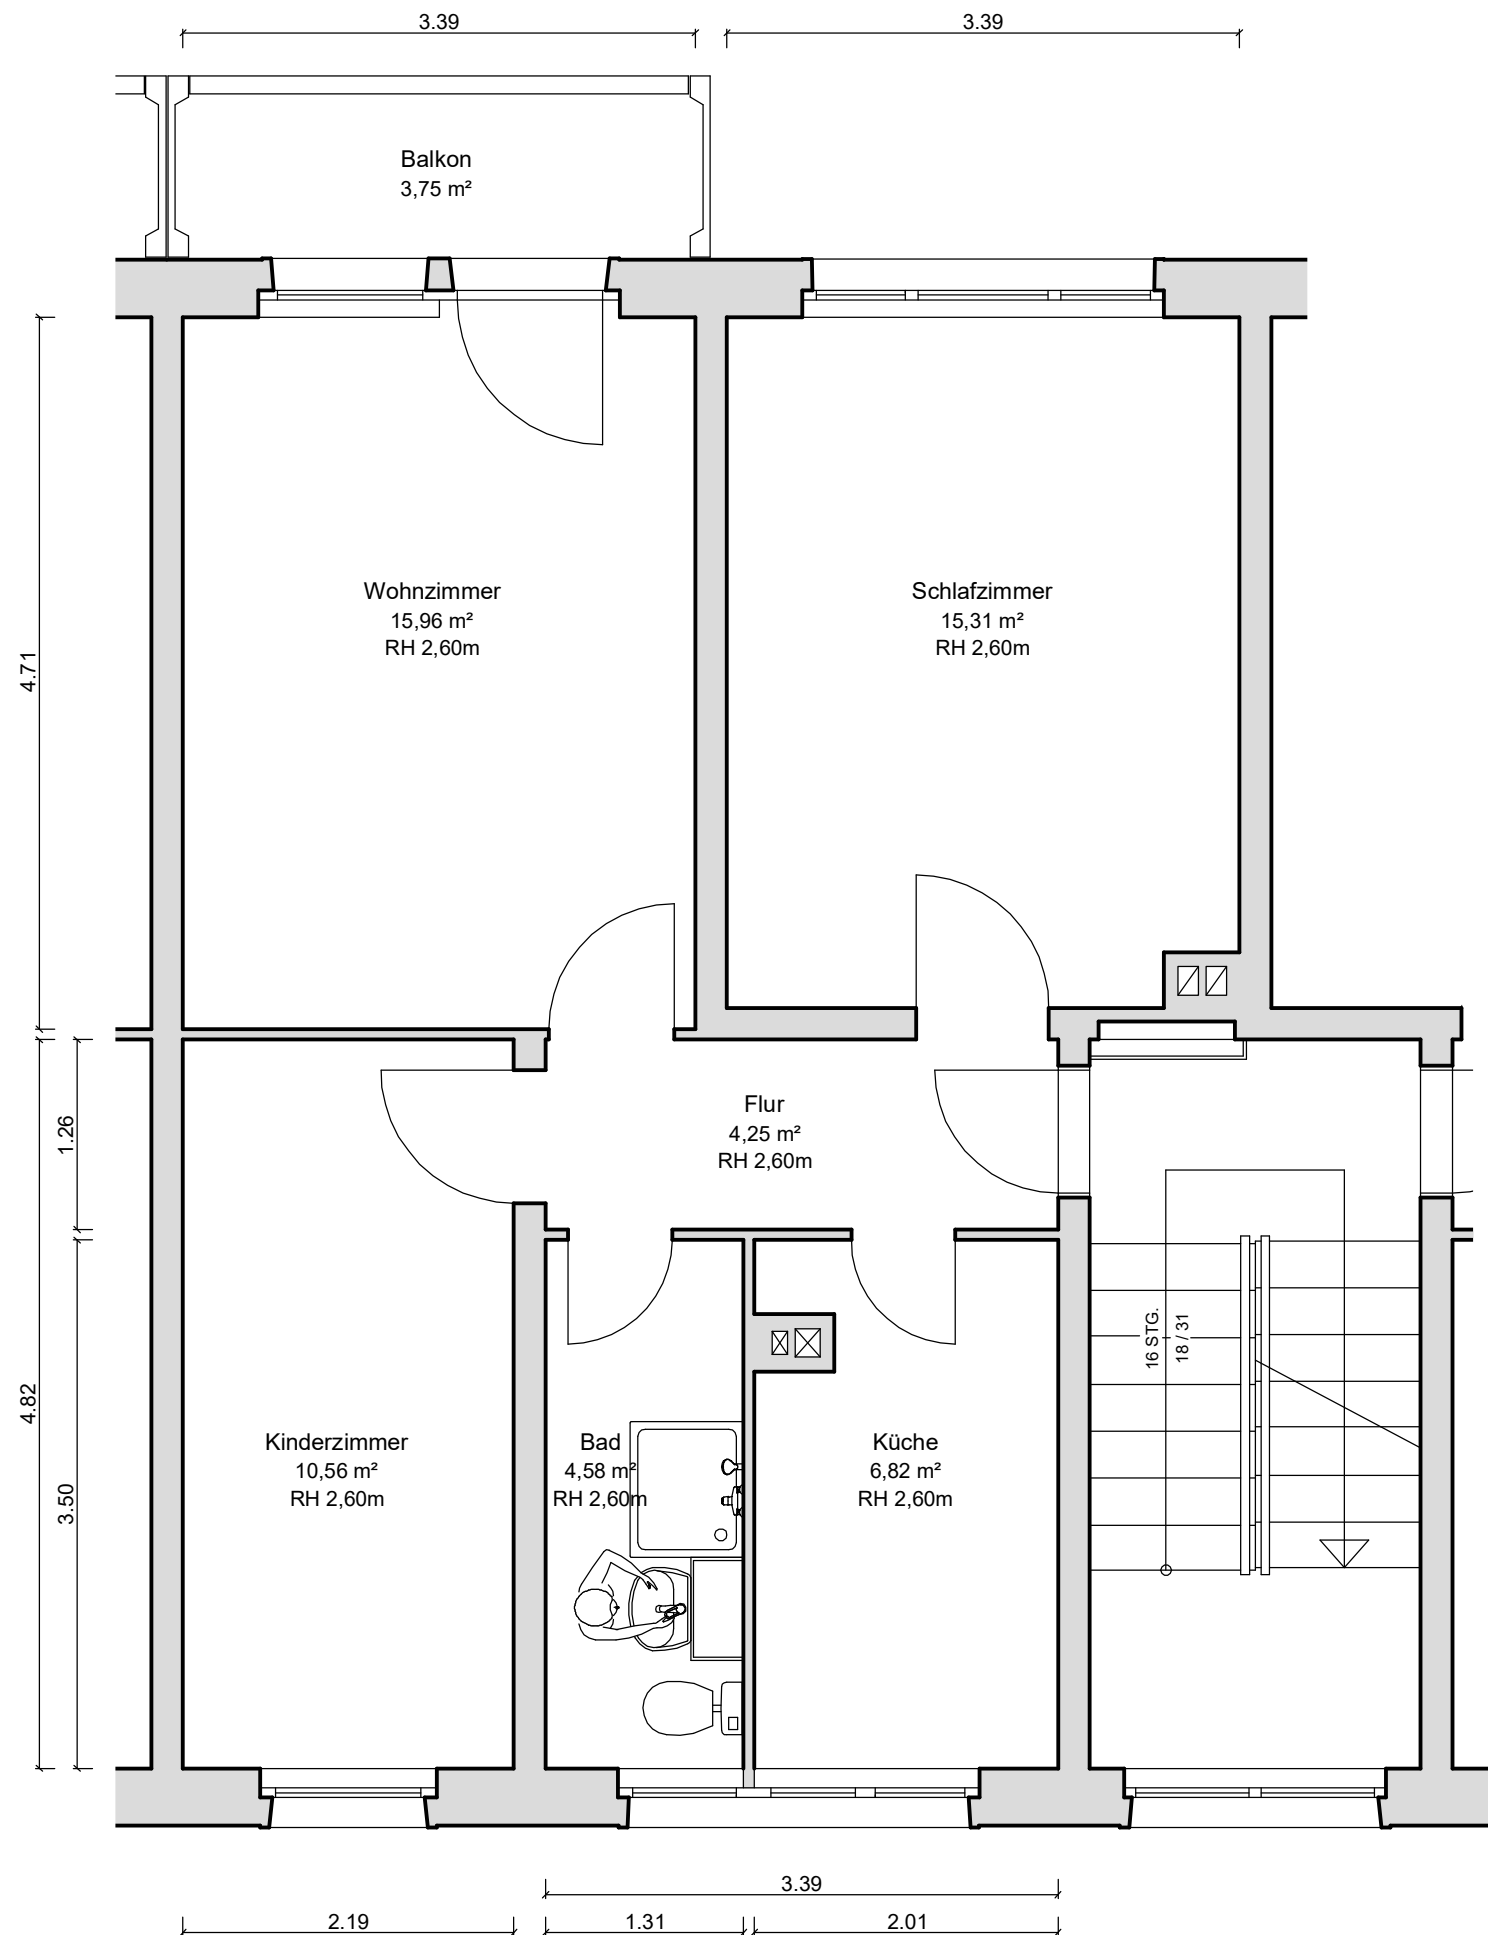 3.39
3.39
Balkon
3,75 m²
Wohnzimmer
15,96 m²
RH 2,60m
Schlafzimmer
15,31 m²
RH 2,60m
4.71
Flur
4,25 m²
RH 2,60m
1.26
16 STG.
18 / 31
4.82
3.50
Kinderzimmer
10,56 m²
RH 2,60m
Bad
4,58 m²
RH 2,60m
Küche
6,82 m²
RH 2,60m
3.39
2.19
1.31
2.01